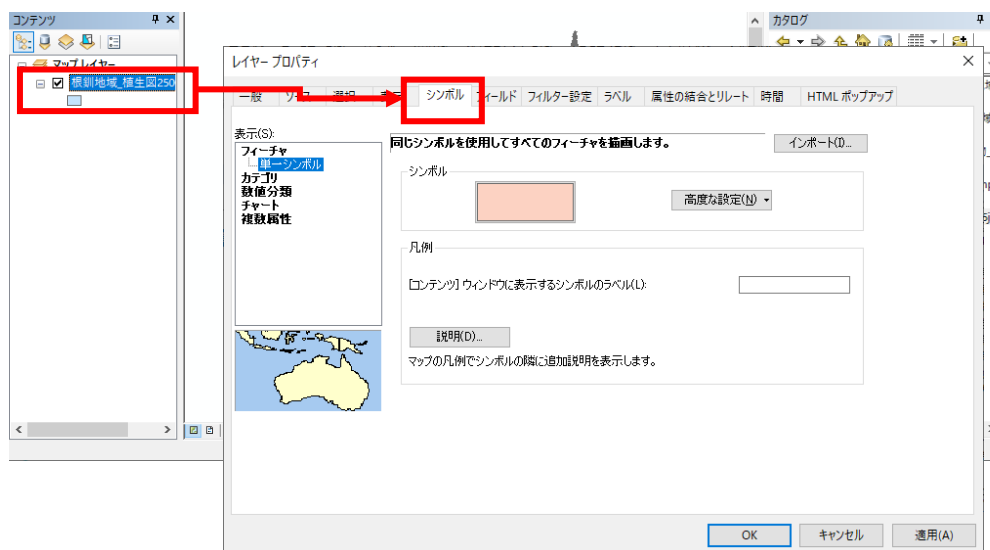 コンテンツ
カタログ
マップ レイヤー
根釧地域_植生図250
レイヤー プロパティ
一般
選択
シンボル
フィールド
フィルター設定
ラベル
属性の結合とリレート
時間
HTML ポップアップ
表示(S):
フィーチャ
単一シンボル
カテゴリ
数値分類
チャート
複数属性
同じシンボルを使用してすべてのフィーチャを描画します。
インポート(I)...
シンボル
高度な設定(N)
凡例
[コンテンツ] ウィンドウに表示するシンボルのラベル(L):
説明(D)...
マップの凡例でシンボルの隣に追加説明を表示します。
OK
キャンセル
適用(A)